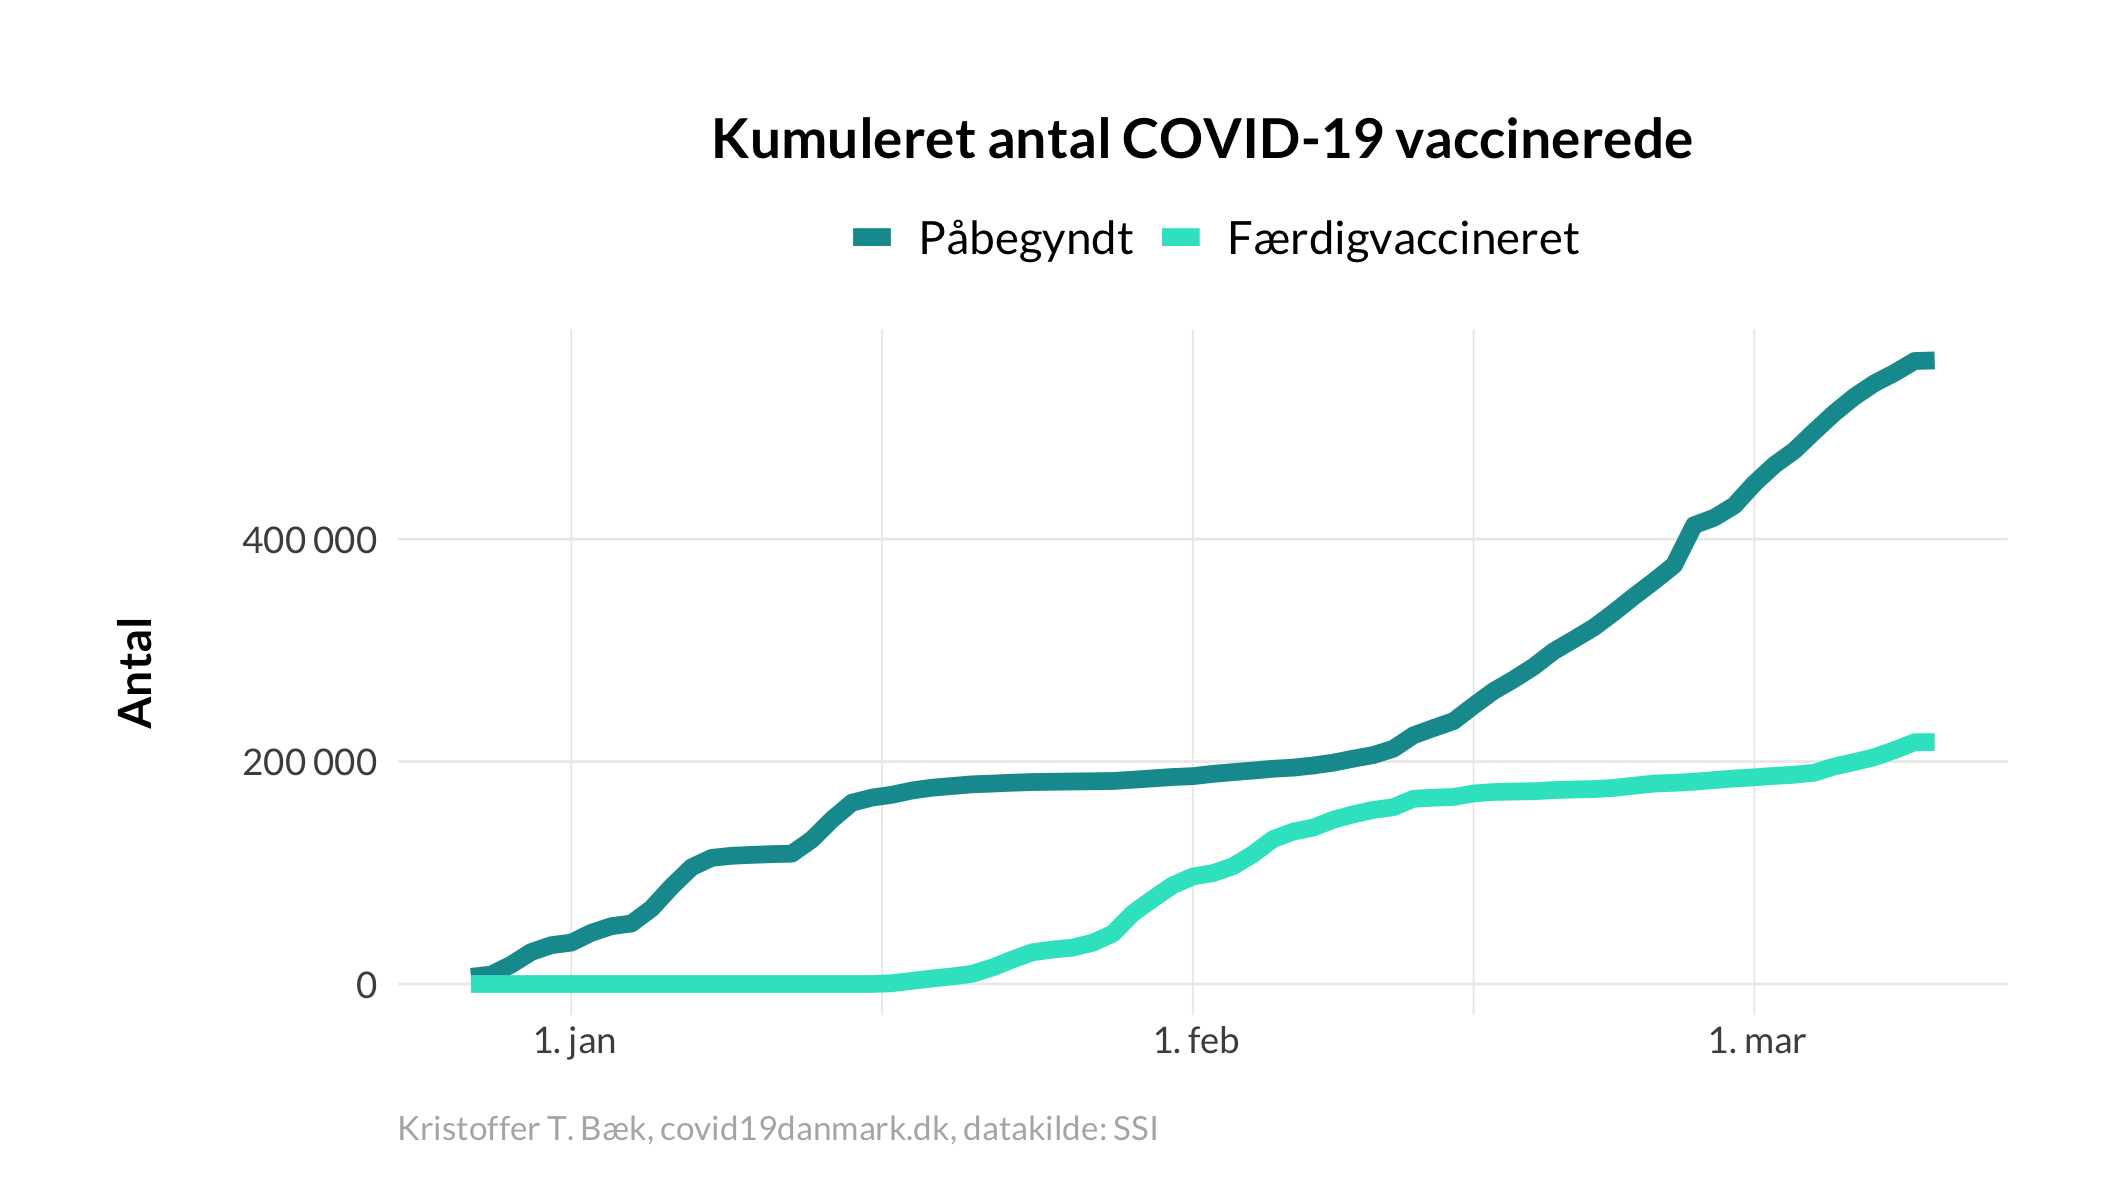 Kumuleret antal COVID-19 vaccinerede
Påbegyndt Færdigvaccineret
Antal
400 000
200 000
0
1. jan 1. feb 1. mar
Kristoffer T. Bæk, covid19danmark.dk, datakilde: SSI